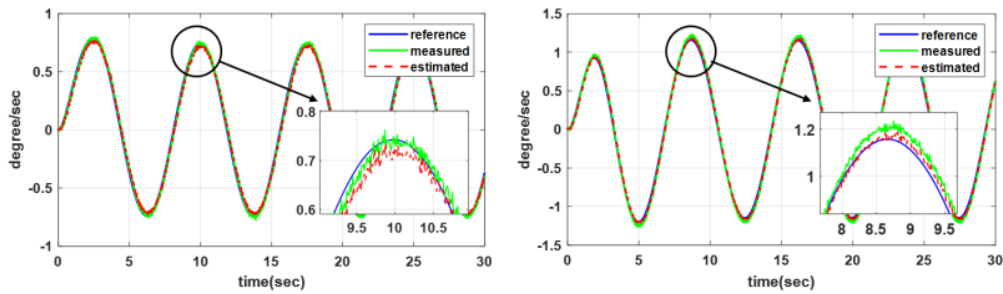 1
0.5
0
-0.5
-1
degree/sec
0 5 10 15 20 25 30
time(sec)
reference
measured
estimated
0.8
0.7
0.6
9.5 10 10.5
1.5
1
0.5
0
-0.5
-1
-1.5
degree/sec
0 5 10 15 20 25 30
time(sec)
reference
measured
estimated
1.2
1
8 8.5 9 9.5